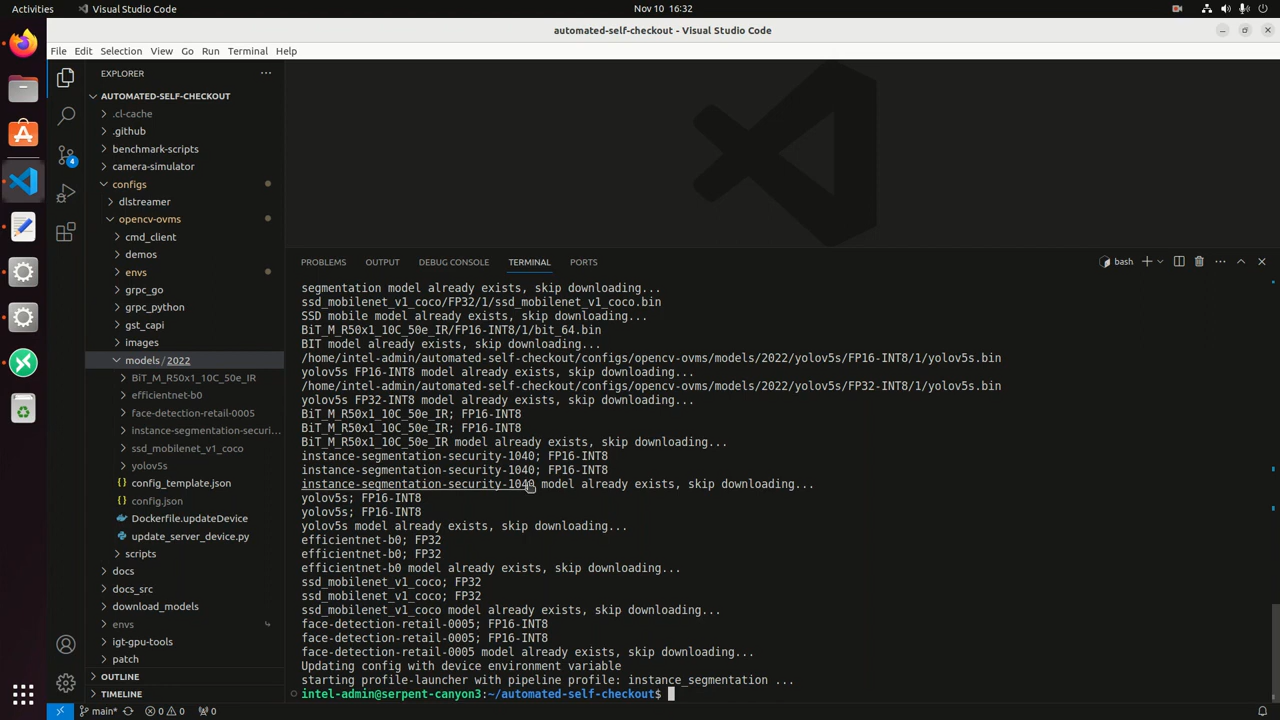 Activities
Visual Studio Code
Nov 10 16:32
automated-self-checkout - Visual Studio Code
File Edit Selection View Go Run Terminal Help
EXPLORER
AUTOMATED-SELF-CHECKOUT
.cl-cache
.github
benchmark-scripts
camera-simulator
configs
dlstreamer
opencv-ovms
cmd_client
demos
envs
grpc_go
grpc_python
gst_capi
images
models / 2022
BiT_M_R50x1_10C_50e_IR
efficientnet-b0
face-detection-retail-0005
instance-segmentation-securi...
ssd_mobilenet_v1_coco
yolov5s
config_template.json
config.json
Dockerfile.updateDevice
update_server_device.py
scripts
docs
docs_src
download_models
envs
igt-gpu-tools
patch
OUTLINE
TIMELINE
4
PROBLEMS OUTPUT DEBUG CONSOLE TERMINAL PORTS
bash
segmentation model already exists, skip downloading...
ssd_mobilenet_v1_coco/FP32/1/ssd_mobilenet_v1_coco.bin
SSD mobile model already exists, skip downloading...
BiT_M_R50x1_10C_50e_IR/FP16-INT8/1/bit_64.bin
BIT model already exists, skip downloading...
/home/intel-admin/automated-self-checkout/configs/opencv-ovms/models/2022/yolov5s/FP16-INT8/1/yolov5s.bin
yolov5s FP16-INT8 model already exists, skip downloading...
/home/intel-admin/automated-self-checkout/configs/opencv-ovms/models/2022/yolov5s/FP32-INT8/1/yolov5s.bin
yolov5s FP32-INT8 model already exists, skip downloading...
BiT_M_R50x1_10C_50e_IR; FP16-INT8
BiT_M_R50x1_10C_50e_IR; FP16-INT8
BiT_M_R50x1_10C_50e_IR model already exists, skip downloading...
instance-segmentation-security-1040; FP16-INT8
instance-segmentation-security-1040; FP16-INT8
instance-segmentation-security-1040 model already exists, skip downloading...
yolov5s; FP16-INT8
yolov5s; FP16-INT8
yolov5s model already exists, skip downloading...
efficientnet-b0; FP32
efficientnet-b0; FP32
efficientnet-b0 model already exists, skip downloading...
ssd_mobilenet_v1_coco; FP32
ssd_mobilenet_v1_coco; FP32
ssd_mobilenet_v1_coco model already exists, skip downloading...
face-detection-retail-0005; FP16-INT8
face-detection-retail-0005; FP16-INT8
face-detection-retail-0005 model already exists, skip downloading...
Updating config with device environment variable
starting profile-launcher with pipeline profile: instance_segmentation ...
intel-admin@serpent-canyon3:~/automated-self-checkout$
main* 0 0 0